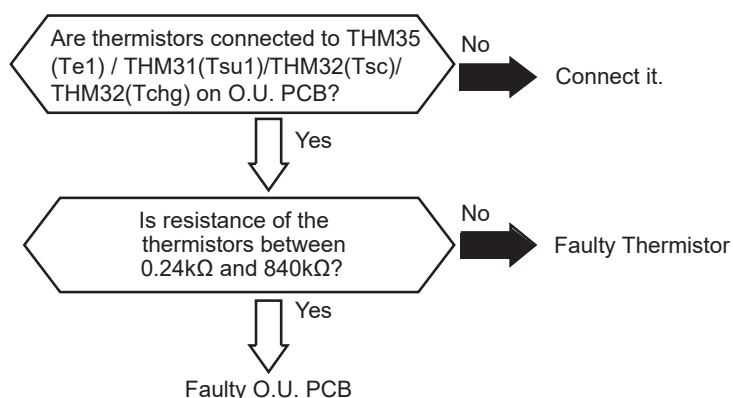 Are thermistors connected to THM35
(Te1) / THM31(Tsu1)/THM32(Tsc)/
THM32(Tchg) on O.U. PCB?
No
Connect it.
Yes
Is resistance of the
thermistors between
0.24kΩ and 840kΩ?
No
Faulty Thermistor
Yes
Faulty O.U. PCB